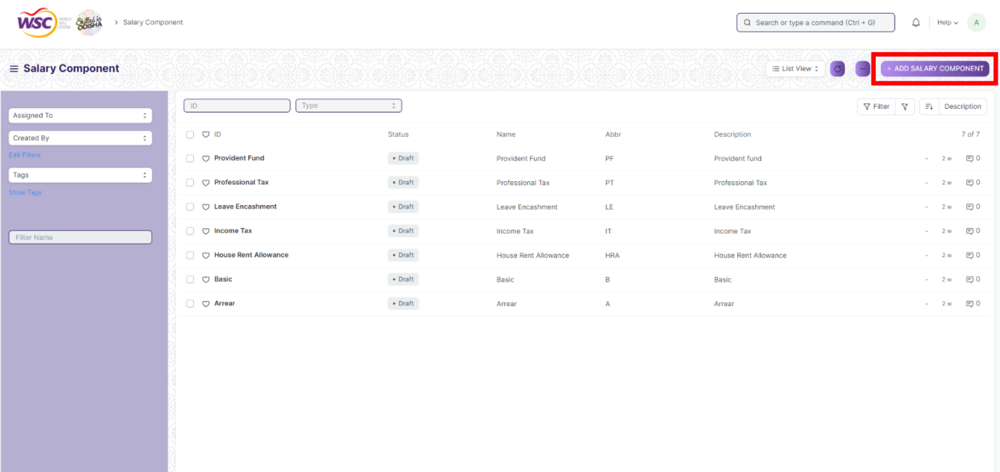 WSC WORLD SKILL CENTER Skilled in ODISHA > Salary Component Search or type a command (Ctrl + G) Help A
Salary Component List View ... + ADD SALARY COMPONENT
Assigned To
Created By
Edit Filters
Tags
Show Tags
Filter Name
ID Type Filter Description
ID Status Name Abbr Description 7 of 7
Provident Fund • Draft Provident Fund PF Provident fund - 2 w 0
Professional Tax • Draft Professional Tax PT Professional Tax - 2 w 0
Leave Encashment • Draft Leave Encashment LE Leave Encashment - 2 w 0
Income Tax • Draft Income Tax IT Income Tax - 2 w 0
House Rent Allowance • Draft House Rent Allowance HRA House Rent Allowance - 2 w 0
Basic • Draft Basic B Basic - 2 w 0
Arrear • Draft Arrear A Arrear - 2 w 0